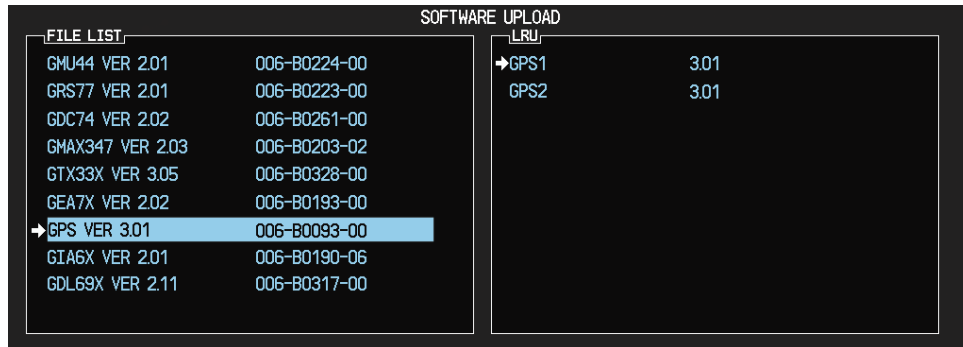 SOFTWARE UPLOAD
FILE LIST
GMU44 VER 2.01 006-B0224-00
GRS77 VER 2.01 006-B0223-00
GDC74 VER 2.02 006-B0261-00
GMAX347 VER 2.03 006-B0203-02
GTX33X VER 3.05 006-B0328-00
GEA7X VER 2.02 006-B0193-00
GPS VER 3.01 006-B0093-00
GIA6X VER 2.01 006-B0190-06
GDL69X VER 2.11 006-B0317-00
LRU
GPS1 3.01
GPS2 3.01